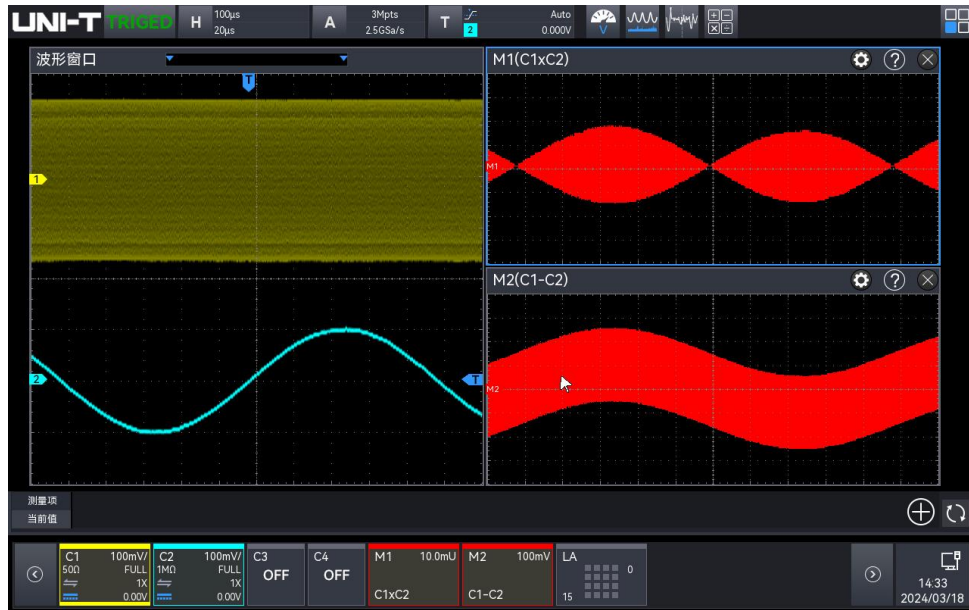 UNI-T TRIGED H 100μs 20μs A 3Mpts 2.5GSa/s T 2 Auto 0.000V
波形窗口
T
1
2
T
M1(C1xC2)
M1
M2(C1-C2)
M2
测量项
当前值
C1 100mV/
50Ω FULL
1X
0.00V
C2 100mV/
1MΩ FULL
1X
0.00V
C3
OFF
C4
OFF
M1 10.0mU
C1xC2
M2 100mV
C1-C2
LA
0
15
14:33
2024/03/18